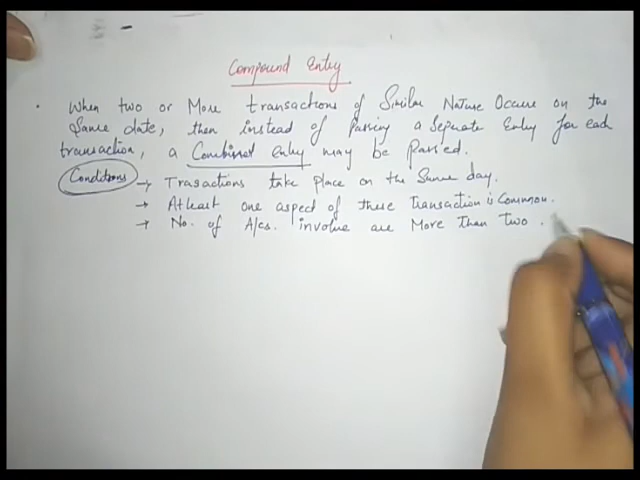 Compound Entry
• When two or More transactions of Similar Nature Occurs on the
Same date, then instead of Passing a Separate Entry for each
transaction, a Combined entry may be Passed.
Conditions → Trasactions take place on the Same day.
→ Atleast one aspect of these transaction is Common.
→ No. of A/cs. involve are More than two.